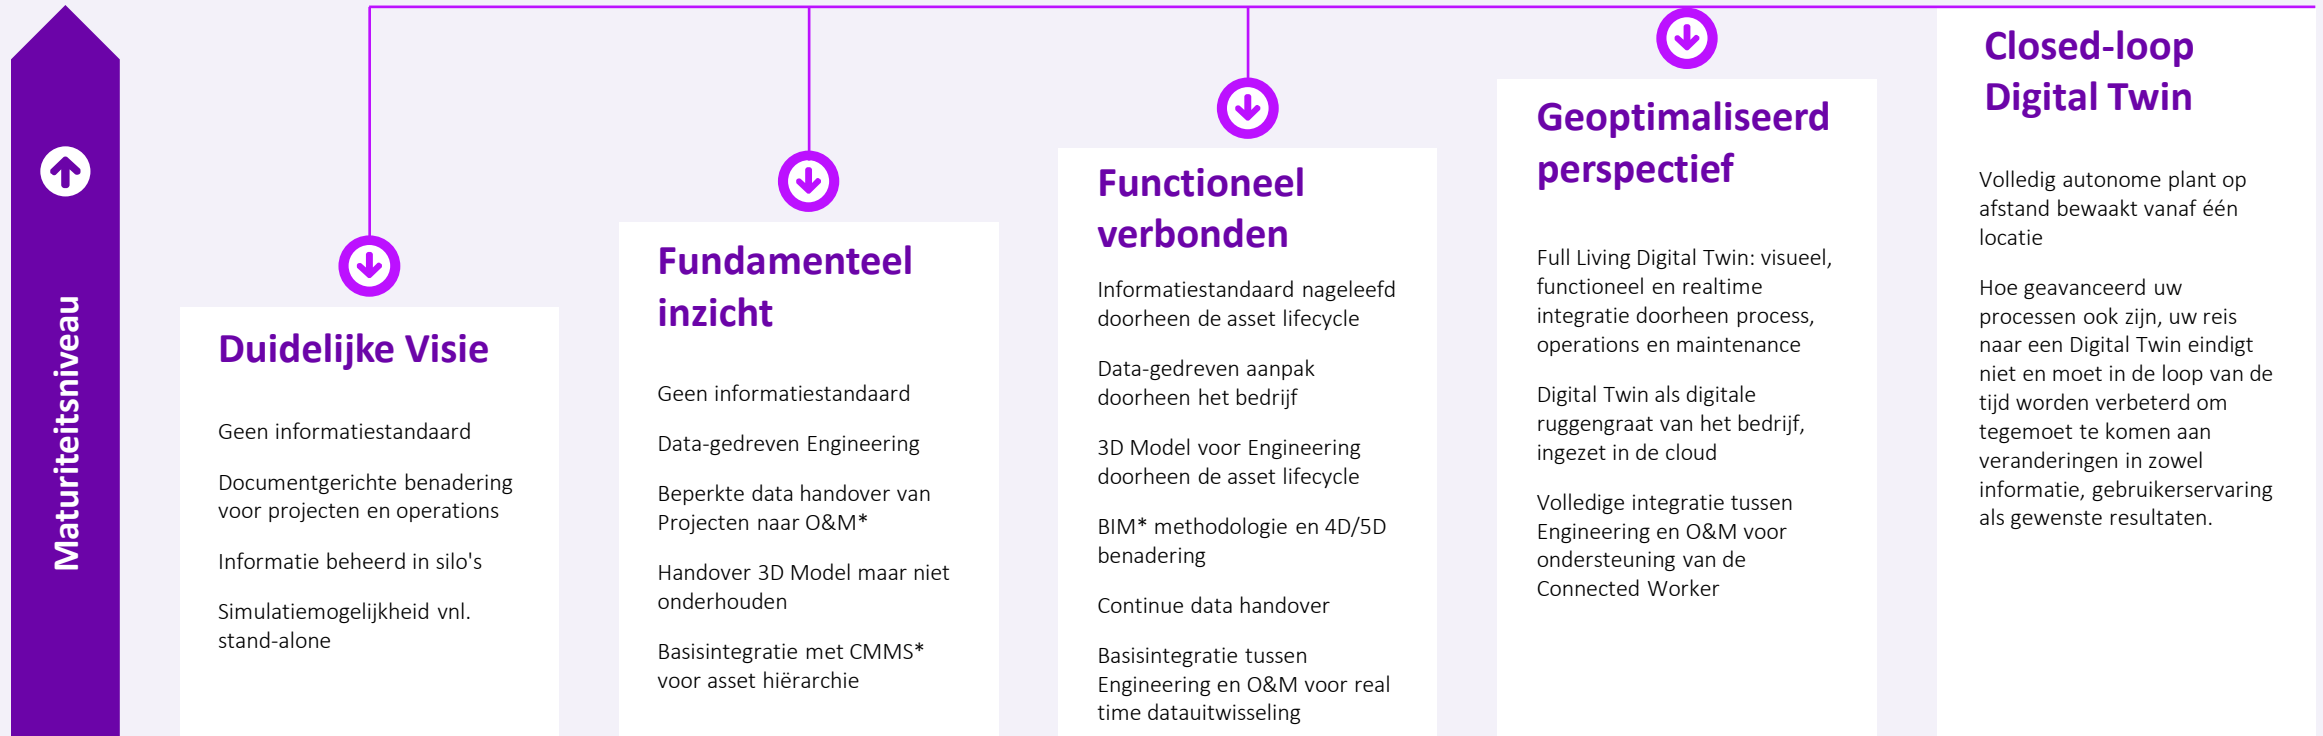 Maturiteitsniveau
Duidelijke Visie
Geen informatiestandaard
Documentgerichte benadering
voor projecten en operations
Informatie beheerd in silo's
Simulatiemogelijkheid vnl.
stand-alone
Fundamenteel
inzicht
Geen informatiestandaard
Data-gedreven Engineering
Beperkte data handover van
Projecten naar O&M*
Handover 3D Model maar niet
onderhouden
Basisintegratie met CMMS*
voor asset hiërarchie
Functioneel
verbonden
Informatiestandaard nageleefd
doorheen de asset lifecycle
Data-gedreven aanpak
doorheen het bedrijf
3D Model voor Engineering
doorheen de asset lifecycle
BIM* methodologie en 4D/5D
benadering
Continue data handover
Basisintegratie tussen
Engineering en O&M voor real
time datauitwisseling
Geoptimaliseerd
perspectief
Full Living Digital Twin: visueel,
functioneel en realtime
integratie doorheen process,
operations en maintenance
Digital Twin als digitale
ruggengraat van het bedrijf,
ingezet in de cloud
Volledige integratie tussen
Engineering en O&M voor
ondersteuning van de
Connected Worker
Closed-loop
Digital Twin
Volledig autonome plant op
afstand bewaakt vanaf één
locatie
Hoe geavanceerd uw
processen ook zijn, uw reis
naar een Digital Twin eindigt
niet en moet in de loop van de
tijd worden verbeterd om
tegemoet te komen aan
veranderingen in zowel
informatie, gebruikerservaring
als gewenste resultaten.